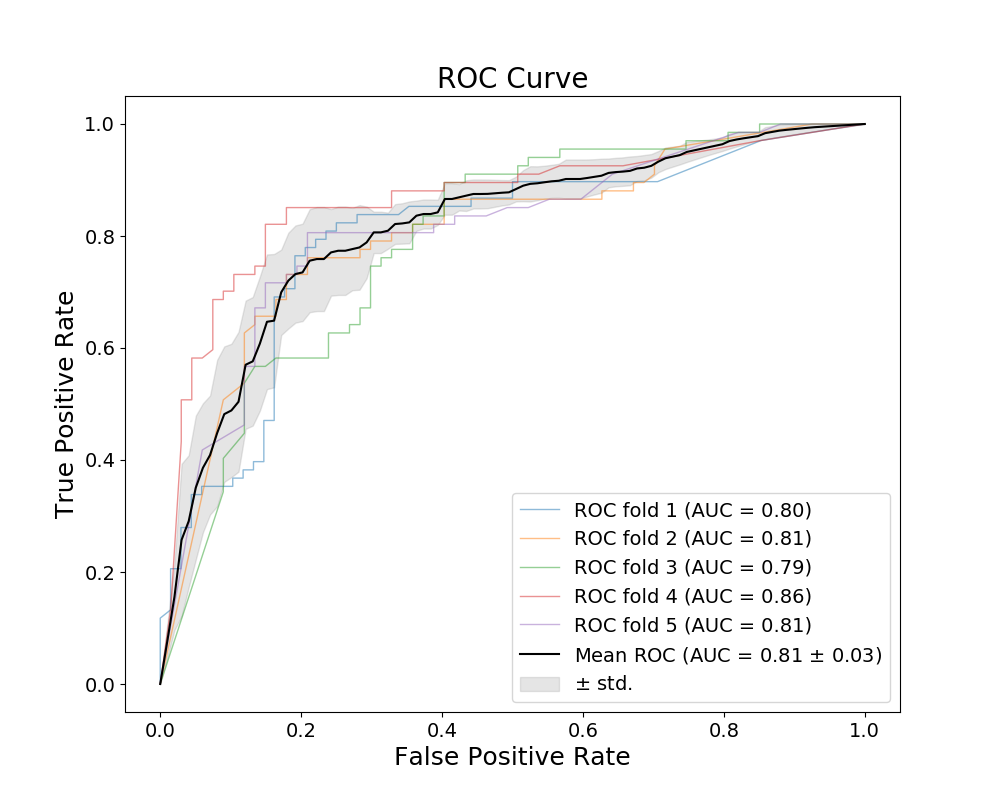 ROC Curve
True Positive Rate
1.0
0.8
0.6
0.4
0.2
0.0
ROC fold 1 (AUC = 0.80)
ROC fold 2 (AUC = 0.81)
ROC fold 3 (AUC = 0.79)
ROC fold 4 (AUC = 0.86)
ROC fold 5 (AUC = 0.81)
Mean ROC (AUC = 0.81 ± 0.03)
± std.
0.0 0.2 0.4 0.6 0.8 1.0
False Positive Rate